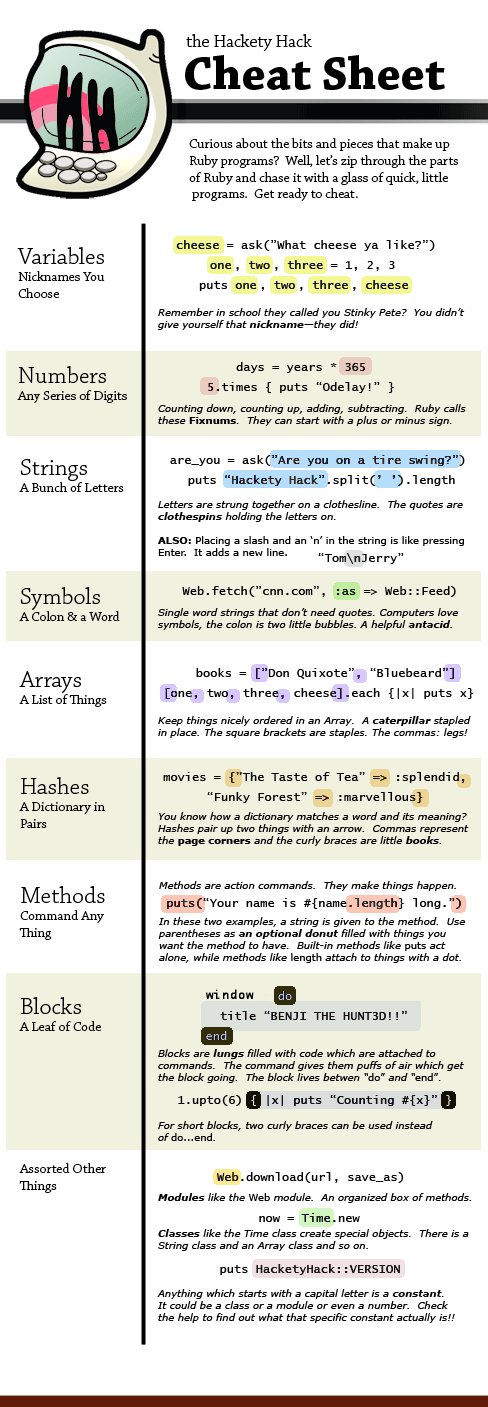 the Hackety Hack
Cheat Sheet
HH
Curious about the bits and pieces that make up
Ruby programs? Well, let's zip through the parts
of Ruby and chase it with a glass of quick, little
programs. Get ready to cheat.
Variables
Nicknames You
Choose
cheese = ask("What cheese ya like?")
one, two, three = 1, 2, 3
puts one, two, three, cheese
Remember in school they called you Stinky Pete? You didn't
give yourself that nickname—they did!
Numbers
Any Series of Digits
days = years * 365
5.times { puts “Odelay!” }
Counting down, counting up, adding, subtracting. Ruby calls
these Fixnums. They can start with a plus or minus sign.
Strings
A Bunch of Letters
are_you = ask("Are you on a tire swing?")
puts “Hackety Hack”.split(’ ’).length
Letters are strung together on a clothesline. The quotes are
clothespins holding the letters on.
ALSO: Placing a slash and an ‘n’ in the string is like pressing
Enter. It adds a new line.
“Tom\nJerry”
Symbols
A Colon & a Word
Web.fetch("cnn.com", :as => Web::Feed)
Single word strings that don't need quotes. Computers love
symbols, the colon is two little bubbles. A helpful antacid.
Arrays
A List of Things
books = ["Don Quixote”, “Bluebeard”]
[one, two, three, cheese].each {|x| puts x}
Keep things nicely ordered in an Array. A caterpillar stapled
in place. The square brackets are staples. The commas: legs!
Hashes
A Dictionary in
Pairs
movies = {"The Taste of Tea” => :splendid,
“Funky Forest” => :marvellous}
You know how a dictionary matches a word and its meaning?
Hashes pair up two things with an arrow. Commas represent
the page corners and the curly braces are little books.
Methods
Command Any
Thing
Methods are action commands. They make things happen.
puts(“Your name is #{name.length} long.”)
In these two examples, a string is given to the method. Use
parentheses as an optional donut filled with things you
want the method to have. Built-in methods like puts act
alone, while methods like length attach to things with a dot.
Blocks
A Leaf of Code
window do
title “BENJI THE HUNT3D!!”
end
Blocks are lungs filled with code which are attached to
commands. The command gives them puffs of air which get
the block going. The block lives betwen “do” and “end”.
1.upto(6) { |x| puts “Counting #{x}” }
For short blocks, two curly braces can be used instead
of do...end.
Assorted Other
Things
Web.download(url, save_as)
Modules like the Web module. An organized box of methods.
now = Time.new
Classes like the Time class create special objects. There is a
String class and an Array class and so on.
puts HacketyHack::VERSION
Anything which starts with a capital letter is a constant.
It could be a class or a module or even a number. Check
the help to find out what that specific constant actually is!!